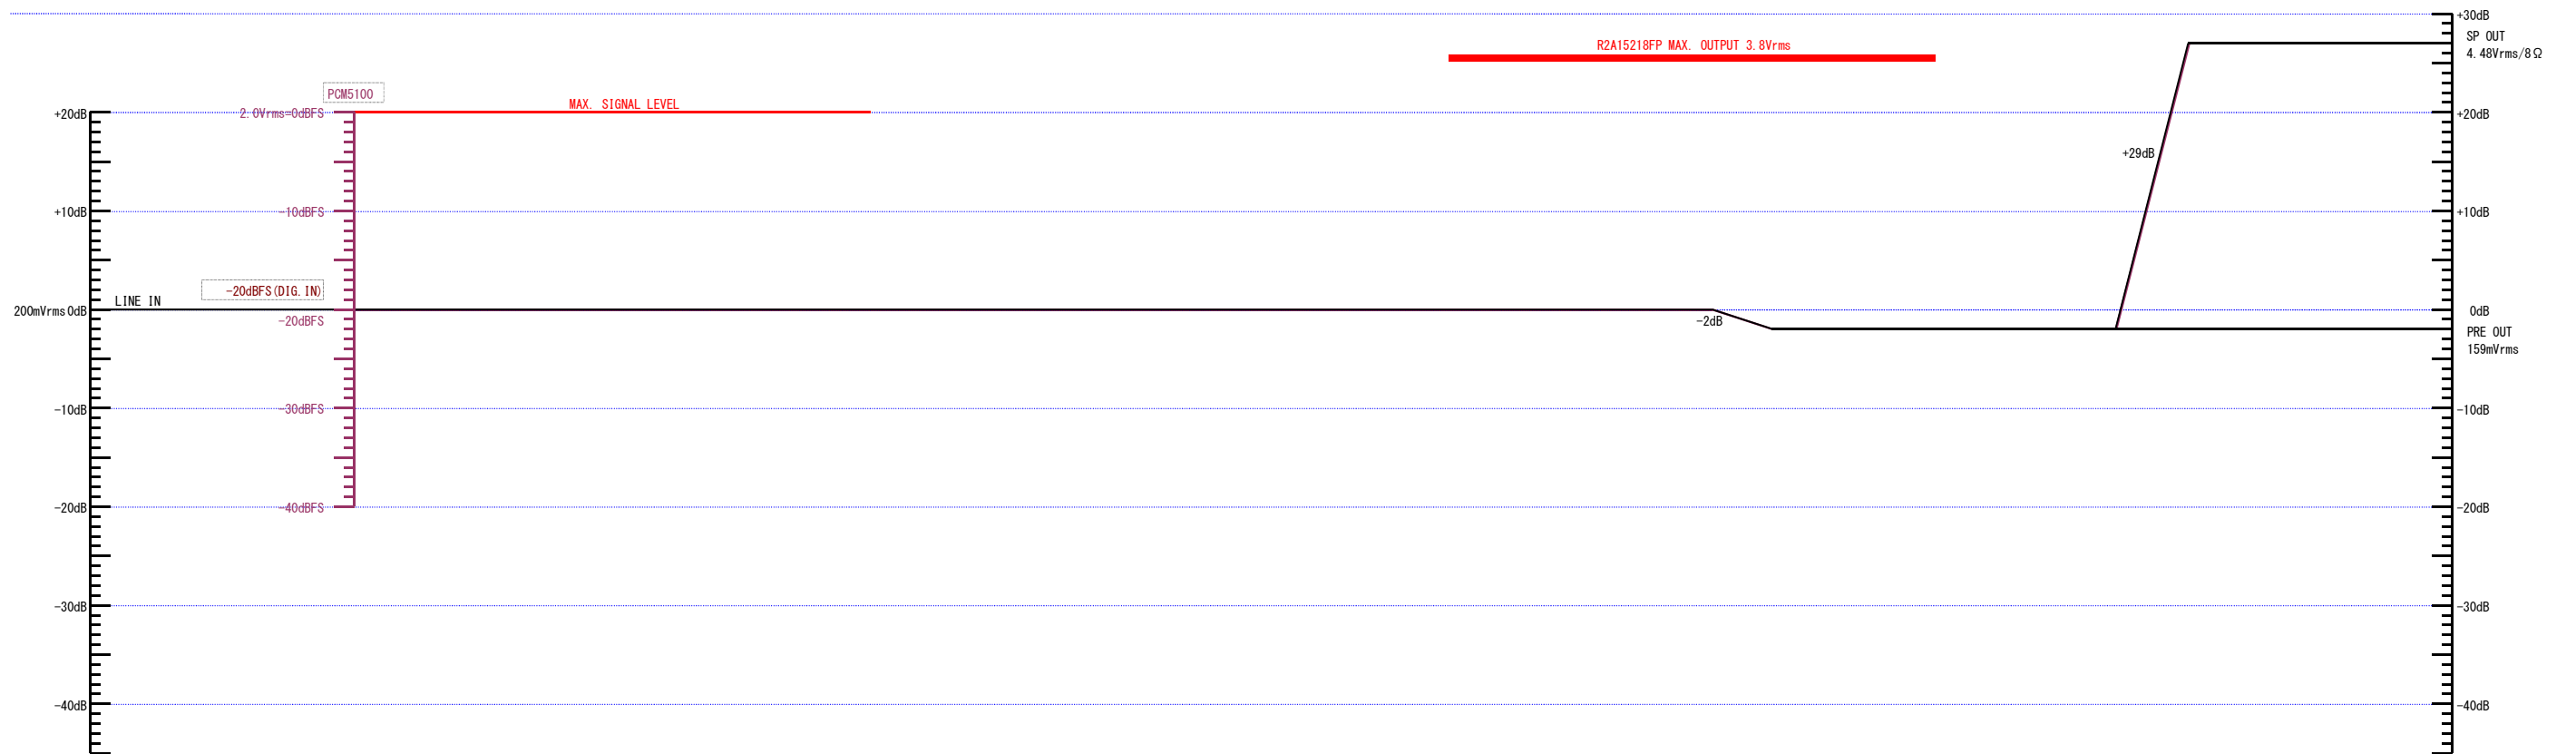 +30dB
SP OUT
4.48Vrms/8Ω
R2A15218FP MAX. OUTPUT 3.8Vrms
PCM5100
MAX. SIGNAL LEVEL
+20dB
2.0Vrms=0dBFS
+20dB
+29dB
+10dB
-10dBFS
+10dB
-20dBFS(DIG.IN)
LINE IN
200mVrms0dB
-20dBFS
-2dB
0dB
PRE OUT
159mVrms
-10dB
-30dBFS
-10dB
-20dB
-40dBFS
-20dB
-30dB
-30dB
-40dB
-40dB